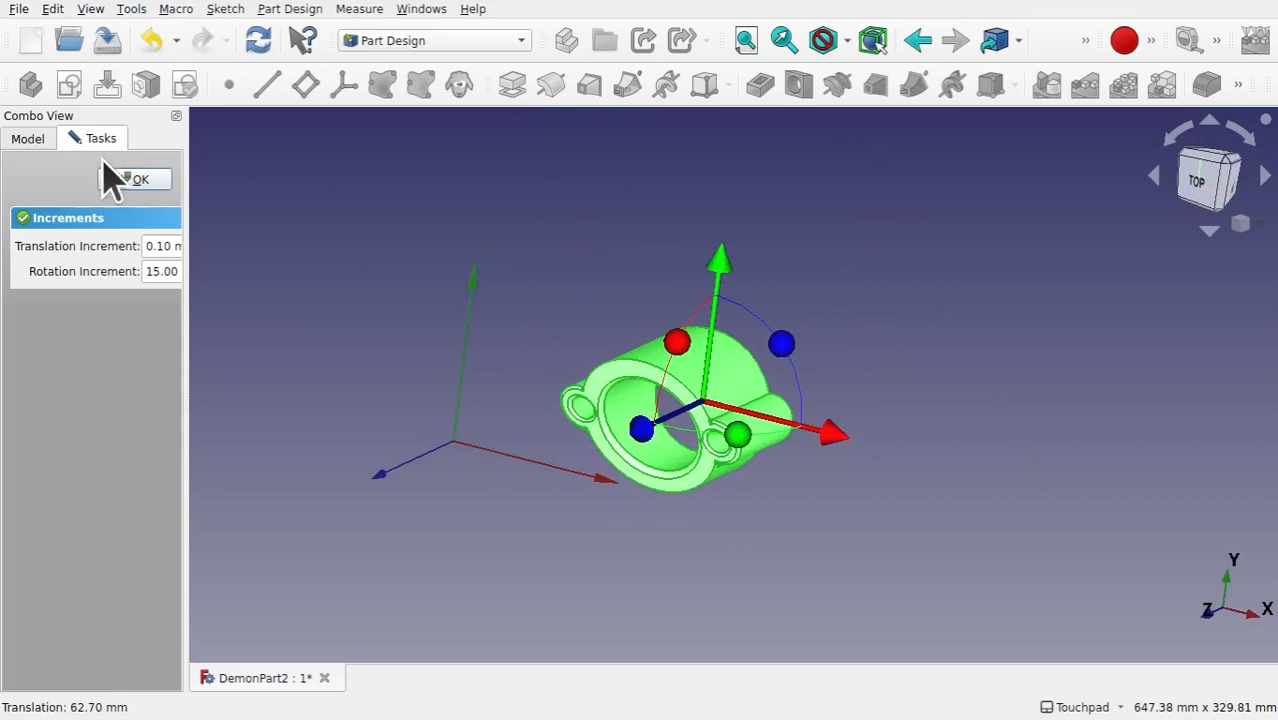 File Edit View Tools Macro Sketch Part Design Measure Windows Help
Part Design
»
»
»
»
Combo View
Model
Tasks
OK
Increments
Translation Increment: 0.10 m
Rotation Increment: 15.00
TOP
Y
Z
X
DemonPart2 : 1*
Translation: 62.70 mm
Touchpad
647.38 mm x 329.81 mm